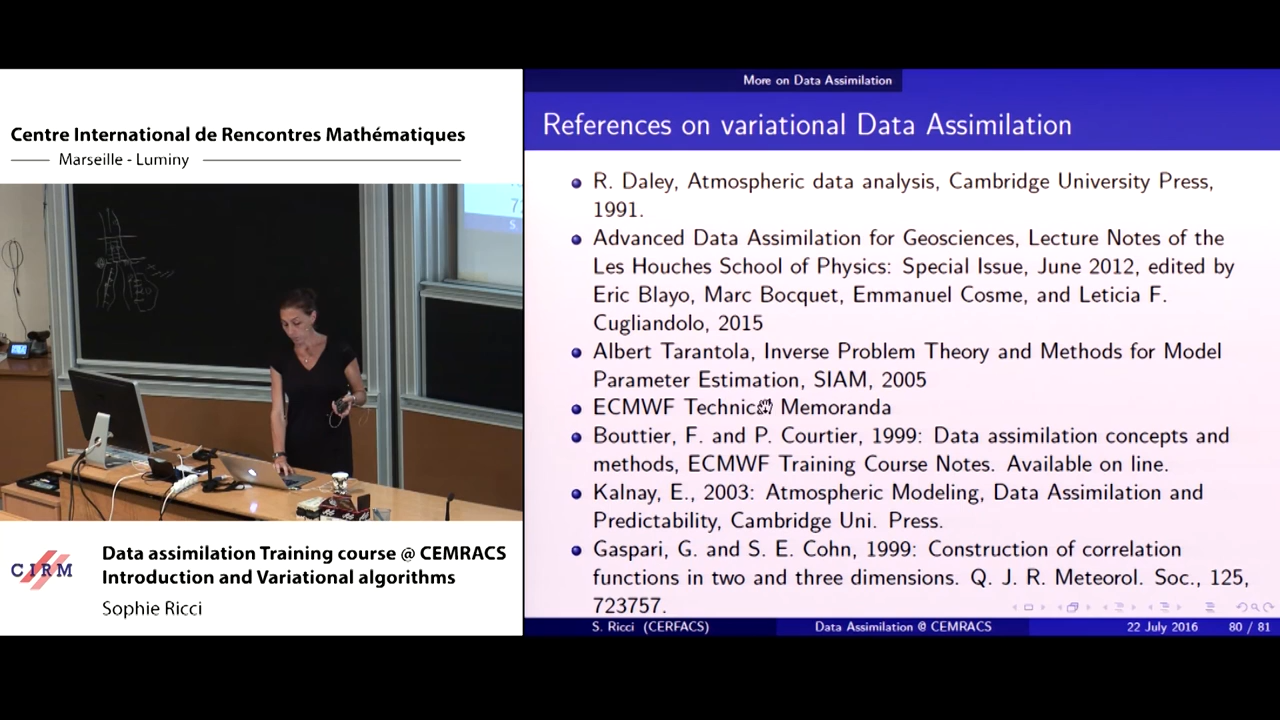 Centre International de Rencontres Mathématiques
Marseille - Luminy
CIRM
Data assimilation Training course @ CEMRACS
Introduction and Variational algorithms
Sophie Ricci
More on Data Assimilation
References on variational Data Assimilation
R. Daley, Atmospheric data analysis, Cambridge University Press,
1991.
Advanced Data Assimilation for Geosciences, Lecture Notes of the
Les Houches School of Physics: Special Issue, June 2012, edited by
Eric Blayo, Marc Bocquet, Emmanuel Cosme, and Leticia F.
Cugliandolo, 2015
Albert Tarantola, Inverse Problem Theory and Methods for Model
Parameter Estimation, SIAM, 2005
ECMWF Technical Memoranda
Bouttier, F. and P. Courtier, 1999: Data assimilation concepts and
methods, ECMWF Training Course Notes. Available on line.
Kalnay, E., 2003: Atmospheric Modeling, Data Assimilation and
Predictability, Cambridge Uni. Press.
Gaspari, G. and S. E. Cohn, 1999: Construction of correlation
functions in two and three dimensions. Q. J. R. Meteorol. Soc., 125,
723757.
S. Ricci (CERFACS) Data Assimilation @ CEMRACS 22 July 2016 80 / 81